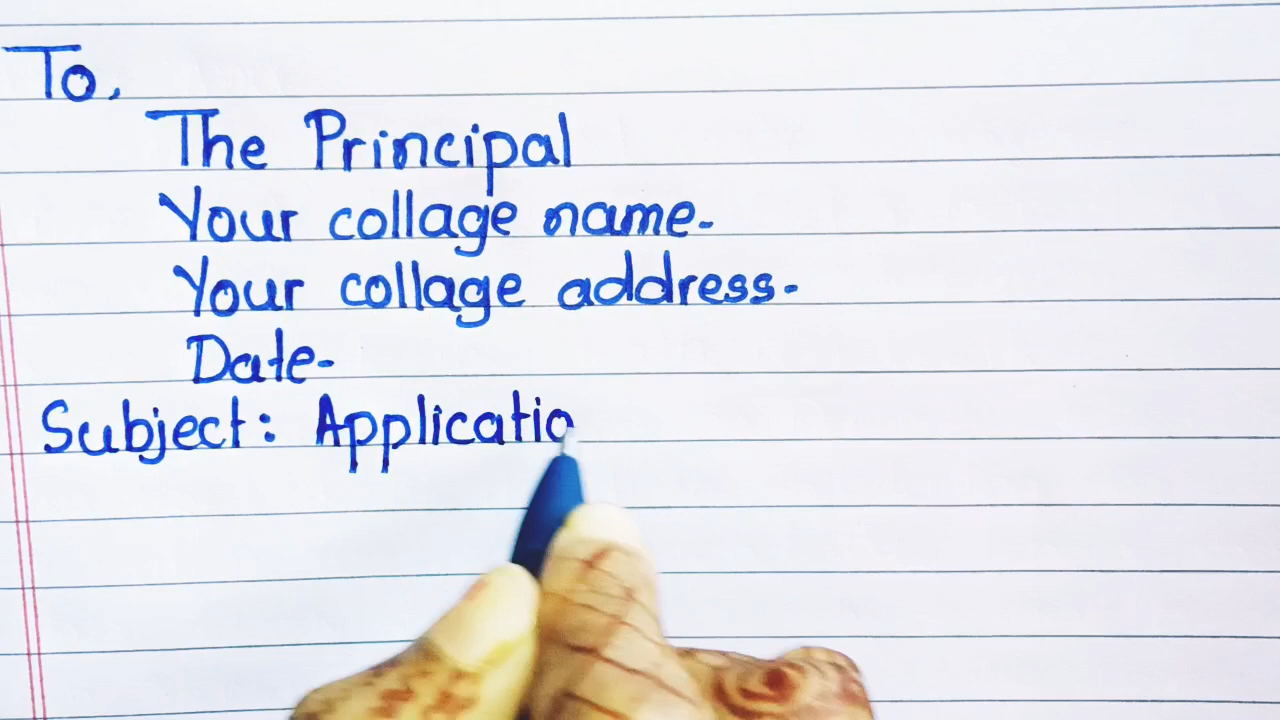 To,
The Principal
Your collage name-
Your collage address-
Date-
Subject: Applicatio